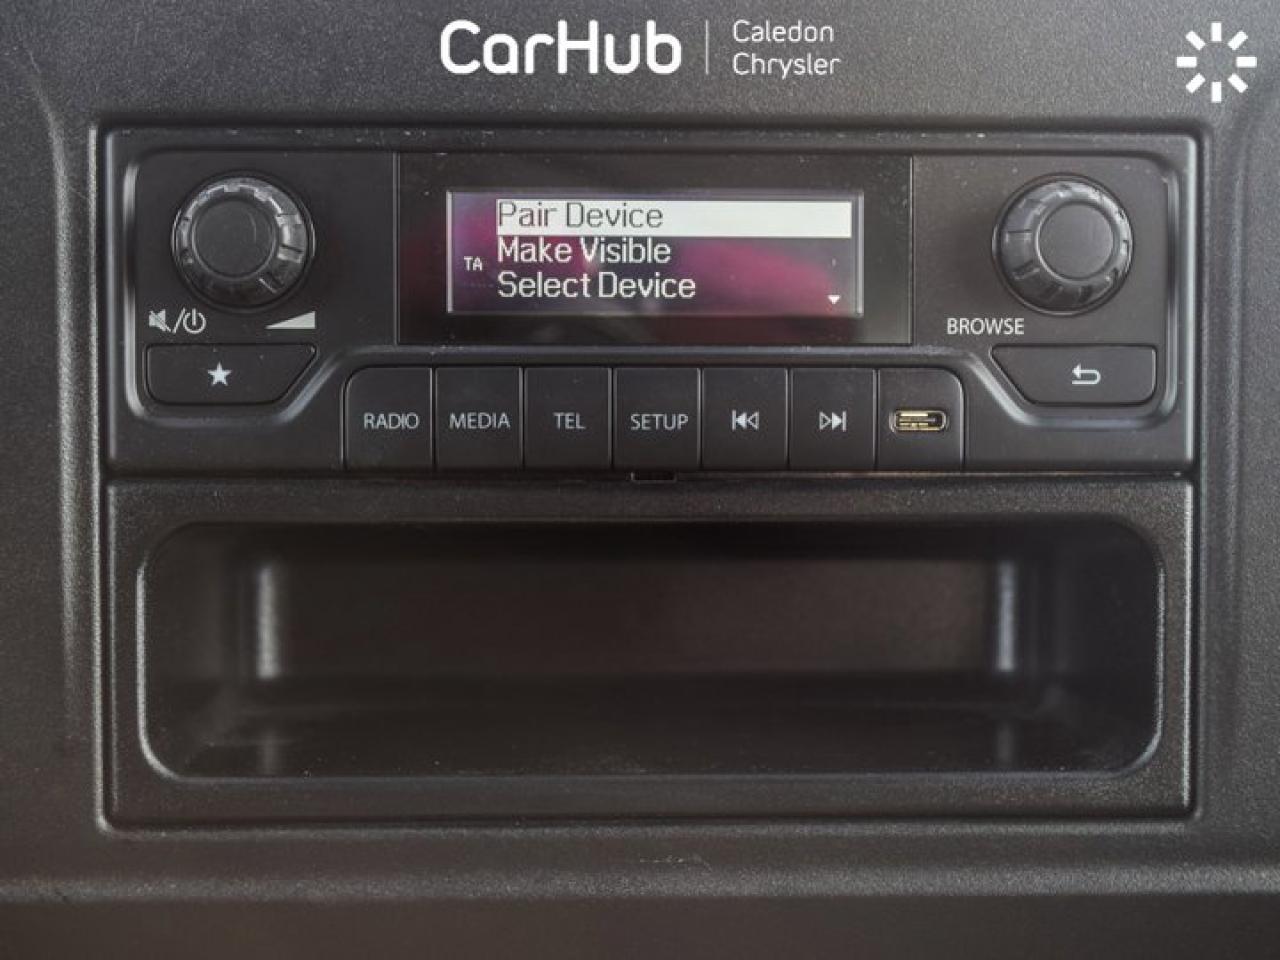 CarHub
Caledon
Chrysler
Pair Device
Make Visible
TA
Select Device
BROWSE
RADIO
MEDIA
TEL
SETUP